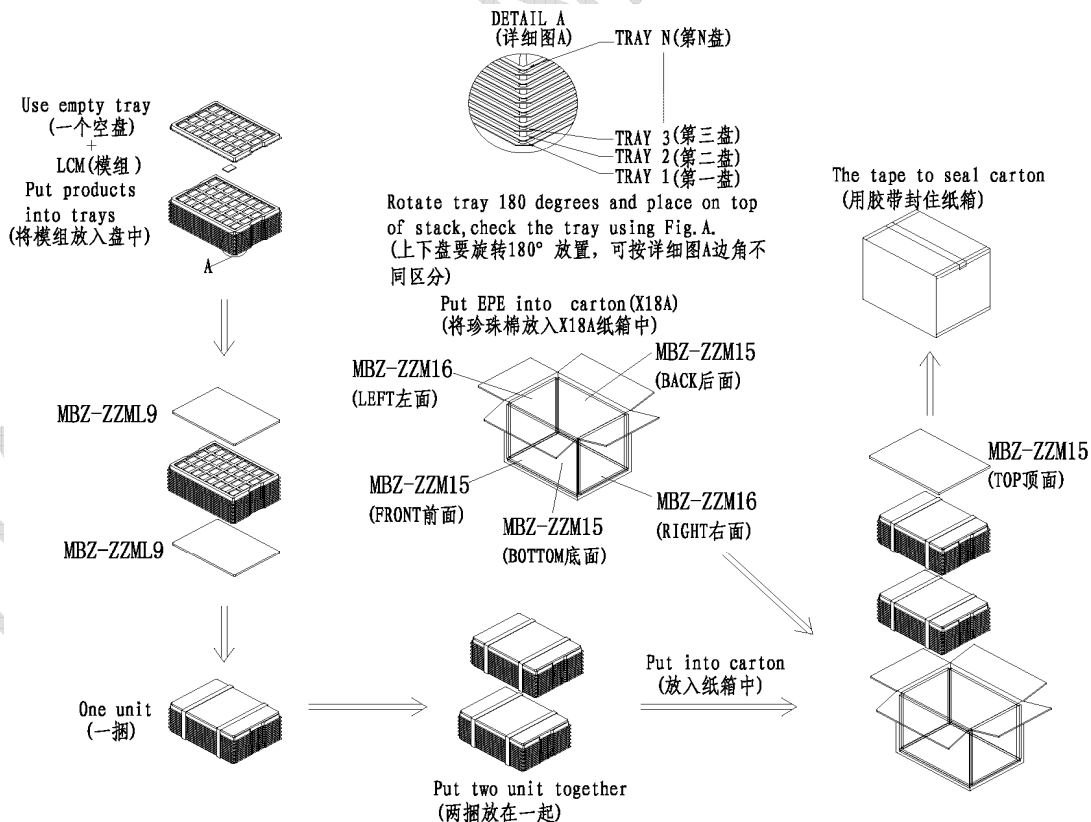 DETAIL A
(详细图A)
TRAY N(第N盘)
TRAY 3(第三盘)
TRAY 2(第二盘)
TRAY 1(第一盘)
Use empty tray
(一个空盘)
+
LCM(模组)
Put products
into trays
(将模组放入盘中)
A
Rotate tray 180 degrees and place on top
of stack,check the tray using Fig.A.
(上下盘要旋转180° 放置，可按详细图A边角不
同区分)
Put EPE into carton(X18A)
(将珍珠棉放入X18A纸箱中)
MBZ-ZZM16
(LEFT左面)
MBZ-ZZM15
(BACK后面)
MBZ-ZZM15
(FRONT前面)
MBZ-ZZM15
(BOTTOM底面)
MBZ-ZZM16
(RIGHT右面)
The tape to seal carton
(用胶带封住纸箱)
MBZ-ZZML9
MBZ-ZZML9
MBZ-ZZM15
(TOP顶面)
One unit
(一捆)
Put two unit together
(两捆放在一起)
Put into carton
(放入纸箱中)